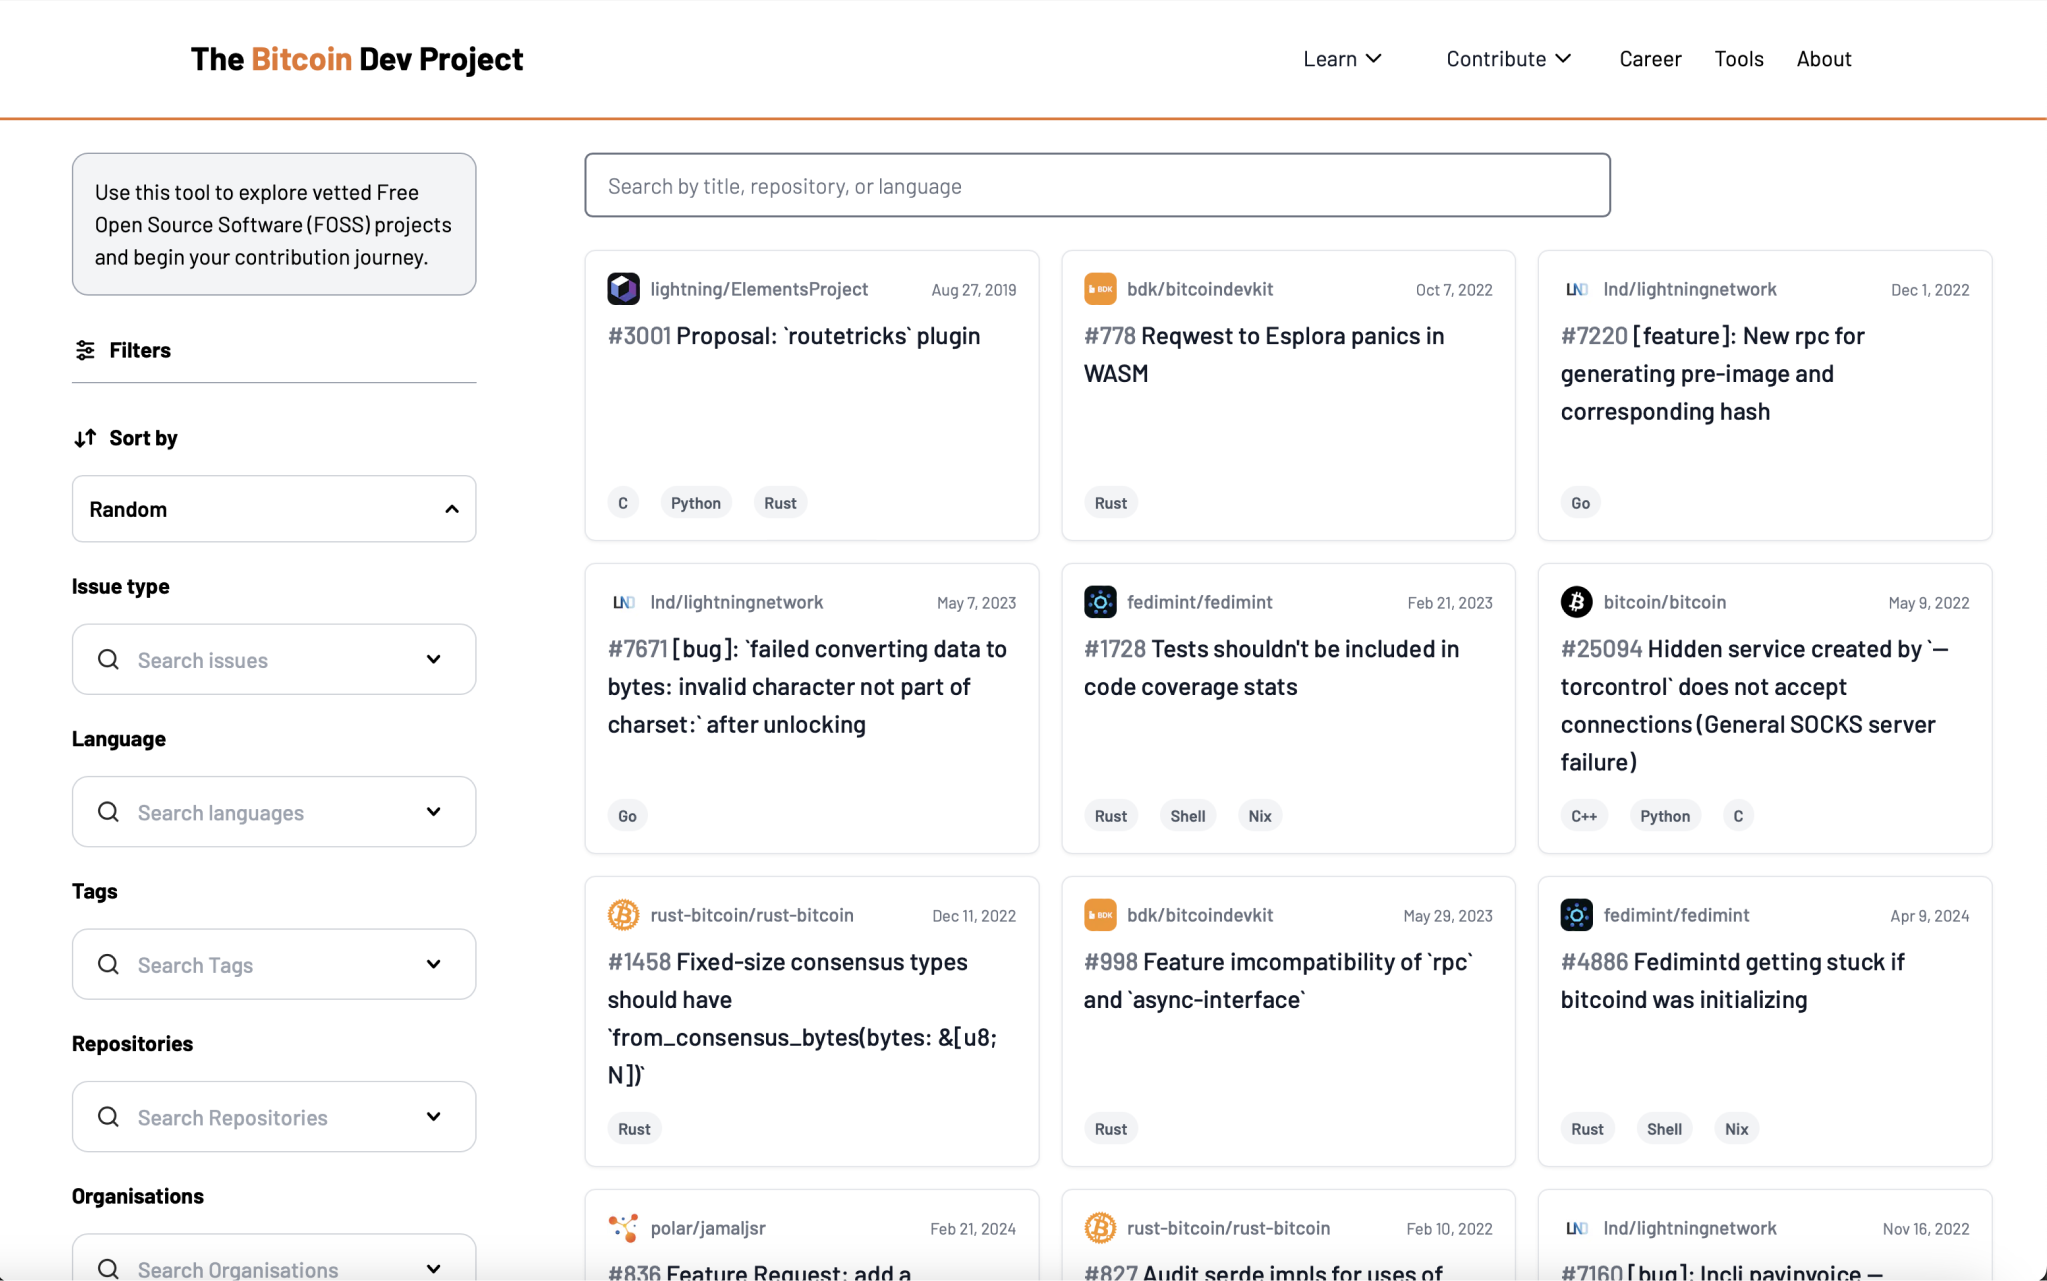 The Bitcoin Dev Project
Learn
Contribute
Career
Tools
About
Use this tool to explore vetted Free
Open Source Software (FOSS) projects
and begin your contribution journey.
Filters
Sort by
Random
Issue type
Search issues
Language
Search languages
Tags
Search Tags
Repositories
Search Repositories
Organisations
Search Organisations
Search by title, repository, or language
lightning/ElementsProject
Aug 27, 2019
#3001 Proposal: `routetricks` plugin
C Python Rust
BDK
bdk/bitcoindevkit
Oct 7, 2022
#778 Reqwest to Esplora panics in
WASM
Rust
LND
lnd/lightningnetwork
Dec 1, 2022
#7220 [feature]: New rpc for
generating pre-image and
corresponding hash
Go
LND
lnd/lightningnetwork
May 7, 2023
#7671 [bug]: `failed converting data to
bytes: invalid character not part of
charset:` after unlocking
Go
fedimint/fedimint
Feb 21, 2023
#1728 Tests shouldn't be included in
code coverage stats
Rust Shell Nix
bitcoin/bitcoin
May 9, 2022
#25094 Hidden service created by `—
torcontrol` does not accept
connections (General SOCKS server
failure)
C++ Python C
rust-bitcoin/rust-bitcoin
Dec 11, 2022
#1458 Fixed-size consensus types
should have
`from_consensus_bytes(bytes: &[u8;
N])`
Rust
BDK
bdk/bitcoindevkit
May 29, 2023
#998 Feature imcompatibility of `rpc`
and `async-interface`
Rust
fedimint/fedimint
Apr 9, 2024
#4886 Fedimintd getting stuck if
bitcoind was initializing
Rust Shell Nix
polar/jamaljsr
Feb 21, 2024
#836 Feature Request: add a
rust-bitcoin/rust-bitcoin
Feb 10, 2022
#827 Audit serde impls for uses of
LND
lnd/lightningnetwork
Nov 16, 2022
#7160 [bug]: lncli payinvoice —